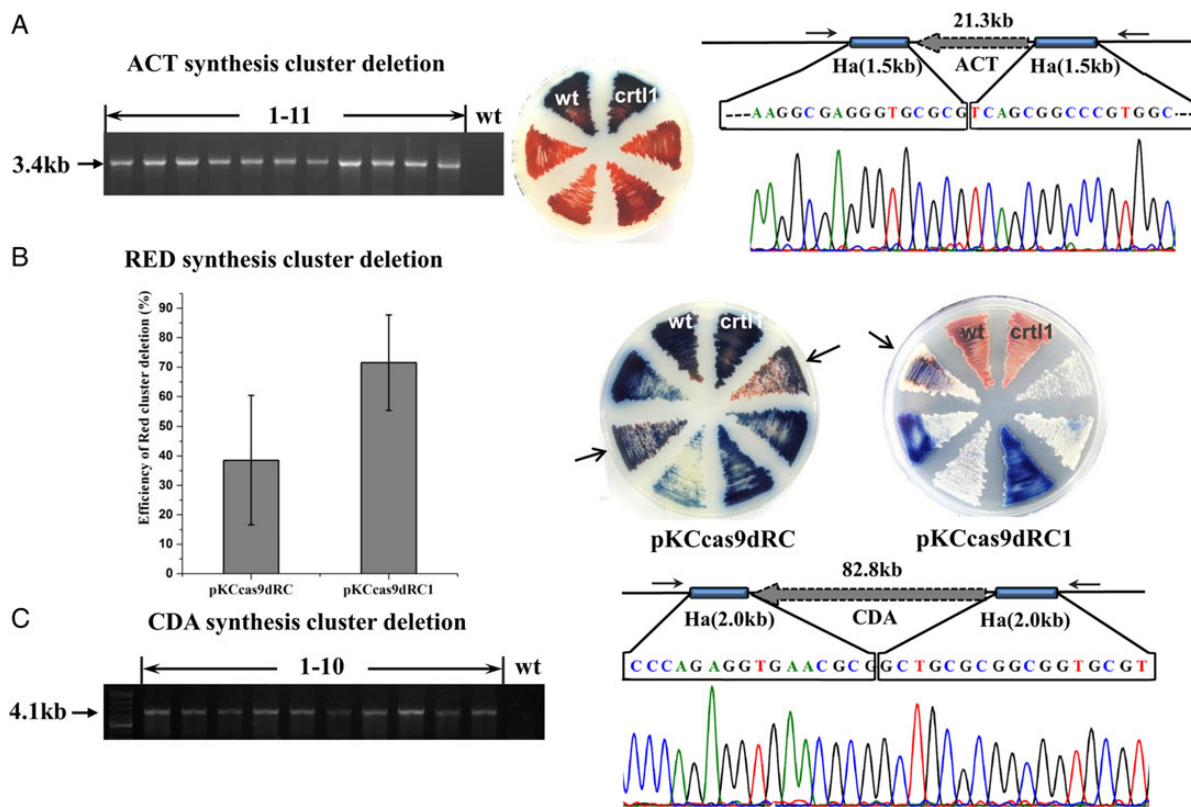 A
ACT synthesis cluster deletion
1-11
wt
3.4kb
wt
crtl1
21.3kb
Ha(1.5kb)
ACT
Ha(1.5kb)
AAGGCGAGGGTGCGCG TCAGCGGCCCGTGGC
B
RED synthesis cluster deletion
Efficiency of Red cluster deletion (%)
90
80
70
60
50
40
30
20
10
0
pKCcas9dRC
pKCcas9dRC1
wt
crtl1
wt
crtl1
pKCcas9dRC
pKCcas9dRC1
C
CDA synthesis cluster deletion
1-10
wt
4.1kb
82.8kb
Ha(2.0kb)
CDA
Ha(2.0kb)
CCCAGAGGTGAACGCG GCTGCGCGGCGGTGCGT